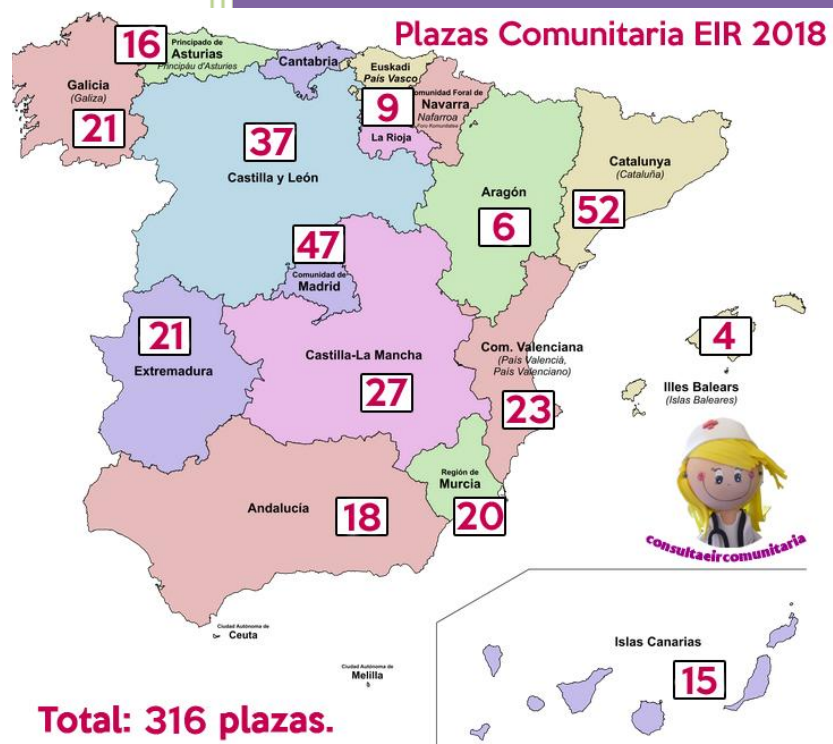 Plazas Comunitaria EIR 2018
16
Principado de
Asturias
Principáu d'Asturies
Cantabria
Euskadi
País Vasco
9
Comunidad Foral de
Navarra
Nafarroa
La Rioja
Galicia
(Galiza)
21
37
Castilla y León
Catalunya
(Cataluña)
52
Aragón
6
47
Comunidad de
Madrid
21
Extremadura
Castilla-La Mancha
27
Com. Valenciana
(País Valencià,
País Valenciano)
23
4
Illes Balears
(Islas Baleares)
Andalucía
18
Región de
Murcia
20
consultaeircomunitaria
Ciudad Autónoma de
Ceuta
Ciudad Autónoma de
Melilla
Islas Canarias
15
Total: 316 plazas.